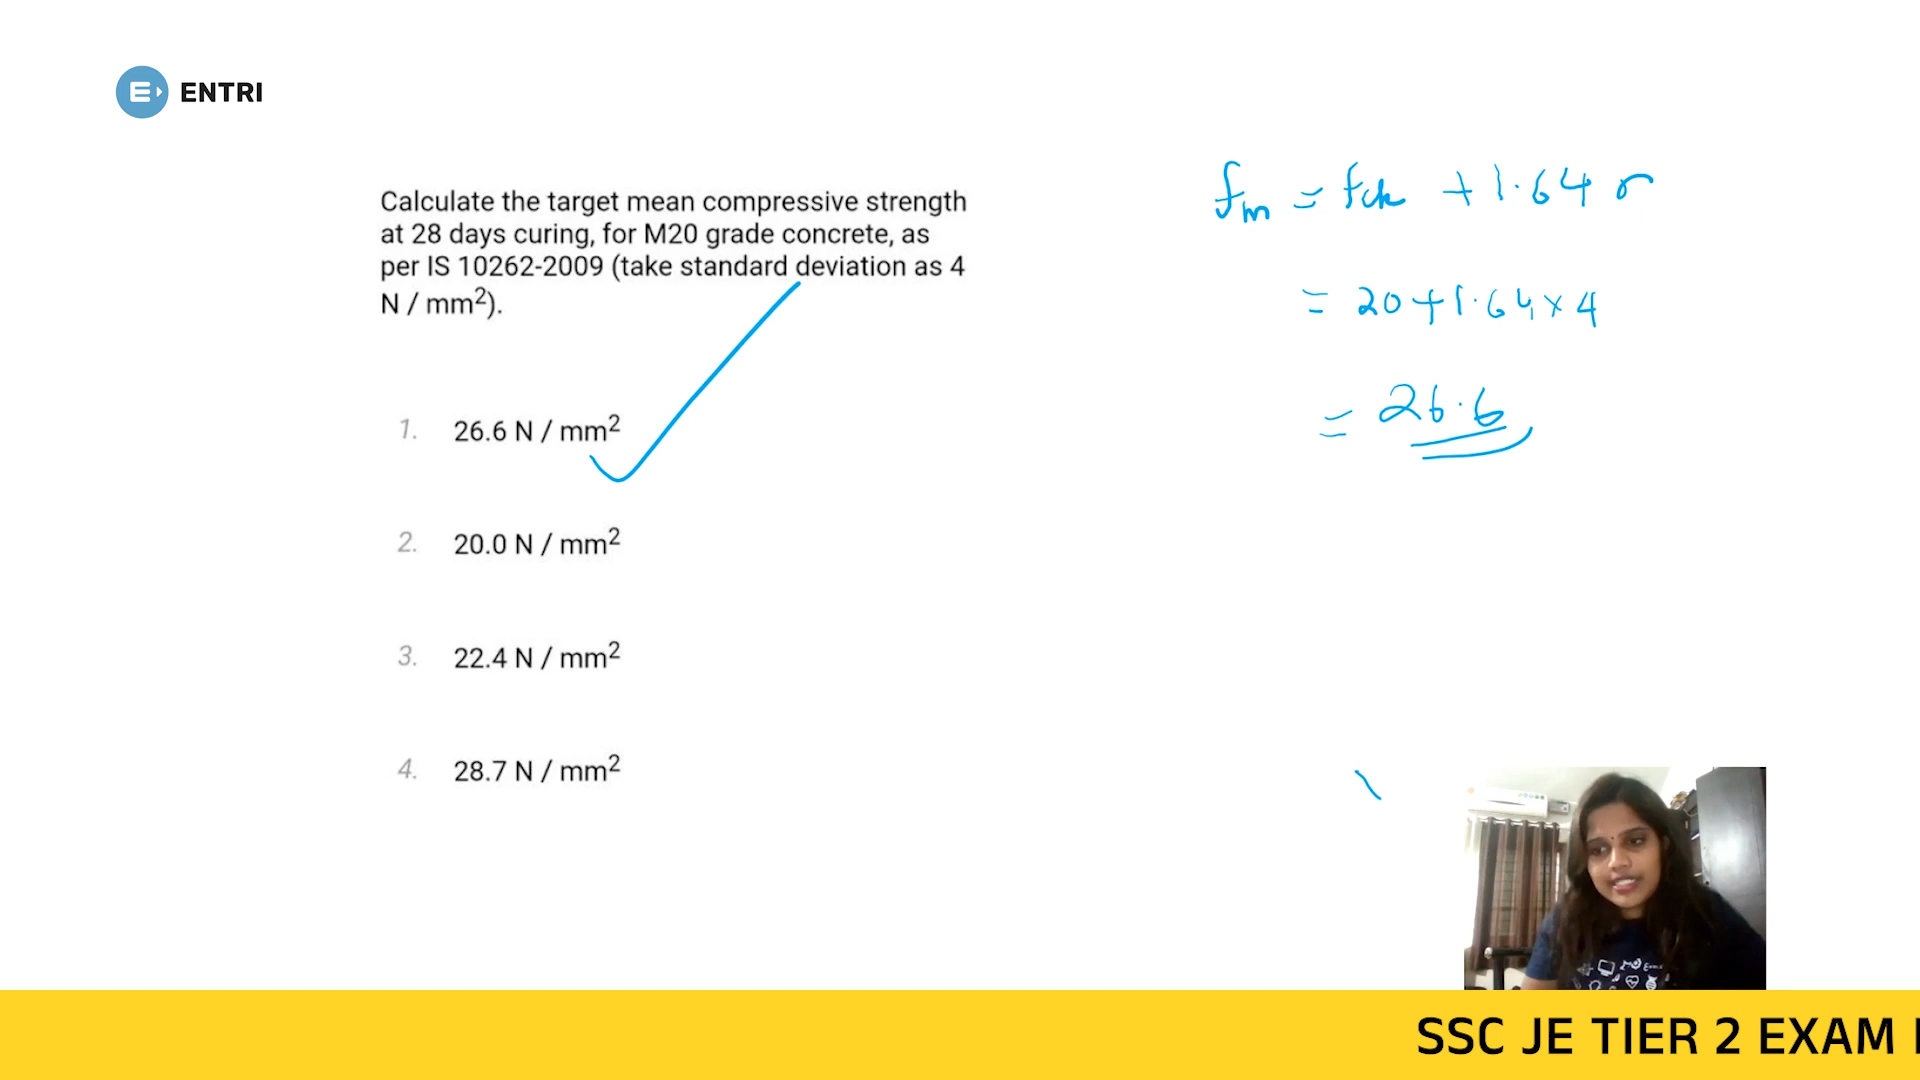 ENTRI
Calculate the target mean compressive strength
at 28 days curing, for M20 grade concrete, as
per IS 10262-2009 (take standard deviation as 4
N / mm²).
1. 26.6 N / mm²
2. 20.0 N / mm²
3. 22.4 N / mm²
4. 28.7 N / mm²
fm = fck + 1.64 σ
= 20 + 1.64 × 4
= 26.6
SSC JE TIER 2 EXAM